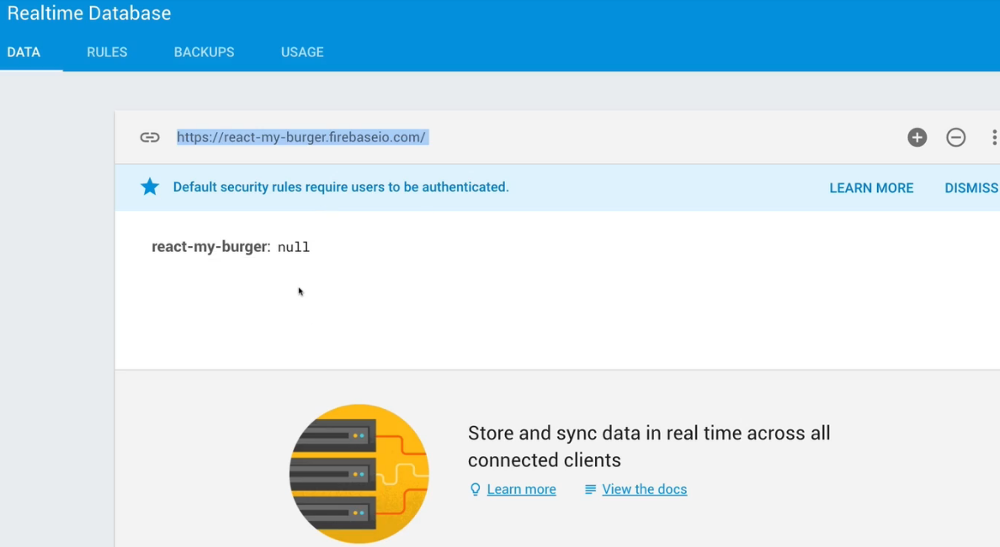 Realtime Database
DATA RULES BACKUPS USAGE
https://react-my-burger.firebaseio.com/
Default security rules require users to be authenticated. LEARN MORE DISMISS
react-my-burger: null
Store and sync data in real time across all
connected clients
Learn more View the docs